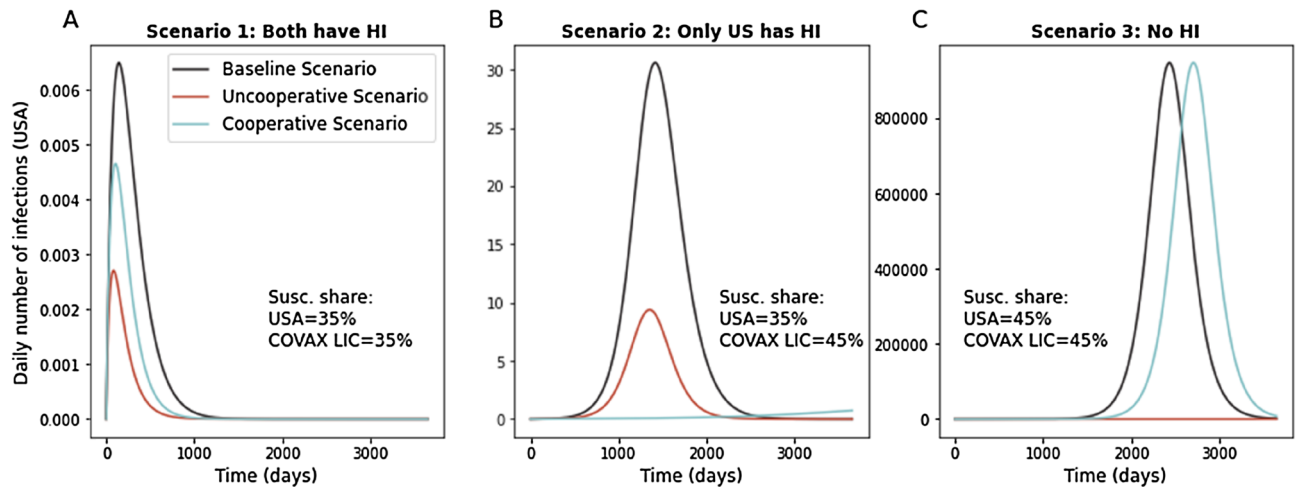 A
Scenario 1: Both have HI
Baseline Scenario
Uncooperative Scenario
Cooperative Scenario
Daily number of infections (USA)
0.006
0.005
0.004
0.003
0.002
0.001
0.000
Susc. share:
USA=35%
COVAX LIC=35%
0
1000
2000
3000
Time (days)
B
Scenario 2: Only US has HI
30
25
20
15
10
5
0
Susc. share:
USA=35%
COVAX LIC=45%
0
1000
2000
3000
Time (days)
C
Scenario 3: No HI
800000
600000
400000
200000
0
Susc. share:
USA=45%
COVAX LIC=45%
0
1000
2000
3000
Time (days)